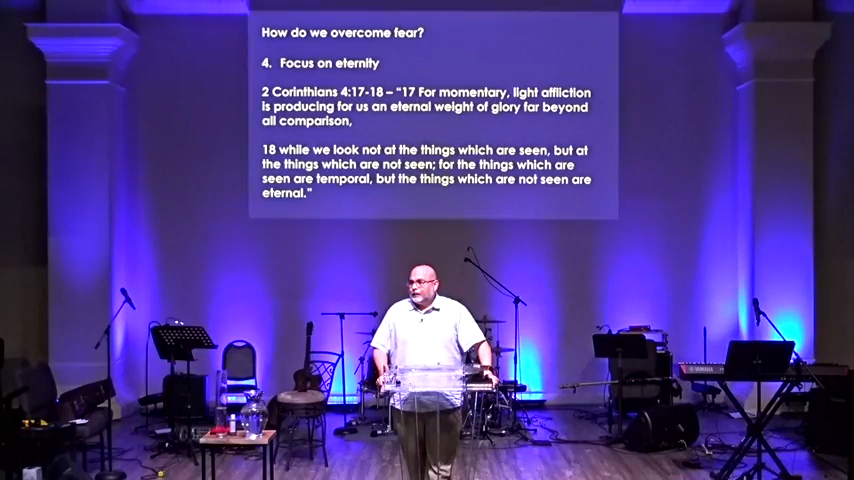 How do we overcome fear?
4. Focus on eternity
2 Corinthians 4:17-18 – “17 For momentary, light affliction
is producing for us an eternal weight of glory far beyond
all comparison,
18 while we look not at the things which are seen, but at
the things which are not seen; for the things which are
seen are temporal, but the things which are not seen are
eternal.”
YAMAHA